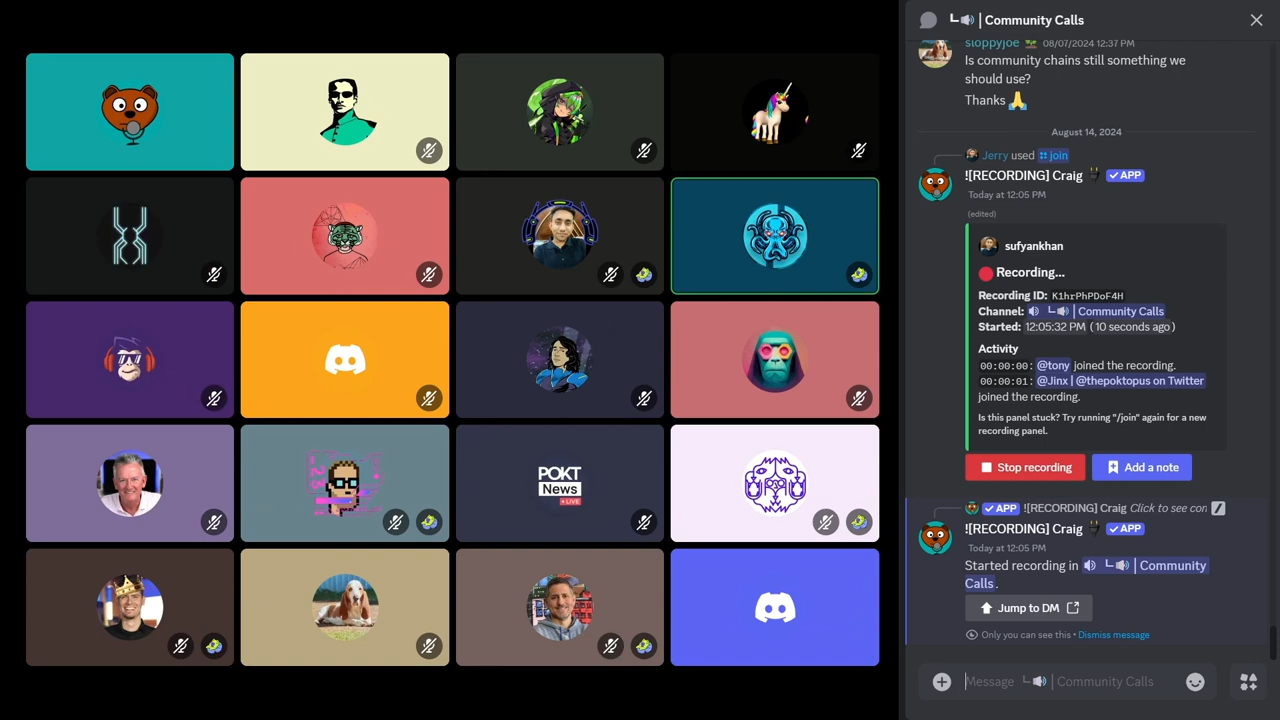 POKT
News
LIVE
└🔊 | Community Calls
sloppyjoe 08/07/2024 12:37 PM
Is community chains still something we
should use?
Thanks 🙏
August 14, 2024
Jerry used join
![RECORDING] Craig APP
Today at 12:05 PM
(edited)
sufyankhan
🔴 Recording...
Recording ID: K1hrPhPDoF4H
Channel: 🔊 └🔊 | Community Calls
Started: 12:05:32 PM (10 seconds ago)
Activity
00:00:00: @tony joined the recording.
00:00:01: @Jinx | @thepoktopus on Twitter
joined the recording.
Is this panel stuck? Try running "/join" again for a new
recording panel.
Stop recording
Add a note
APP ![RECORDING] Craig Click to see con
![RECORDING] Craig APP
Today at 12:05 PM
Started recording in 🔊 └🔊 | Community
Calls.
Jump to DM
Only you can see this • Dismiss message
Message └🔊 | Community Calls